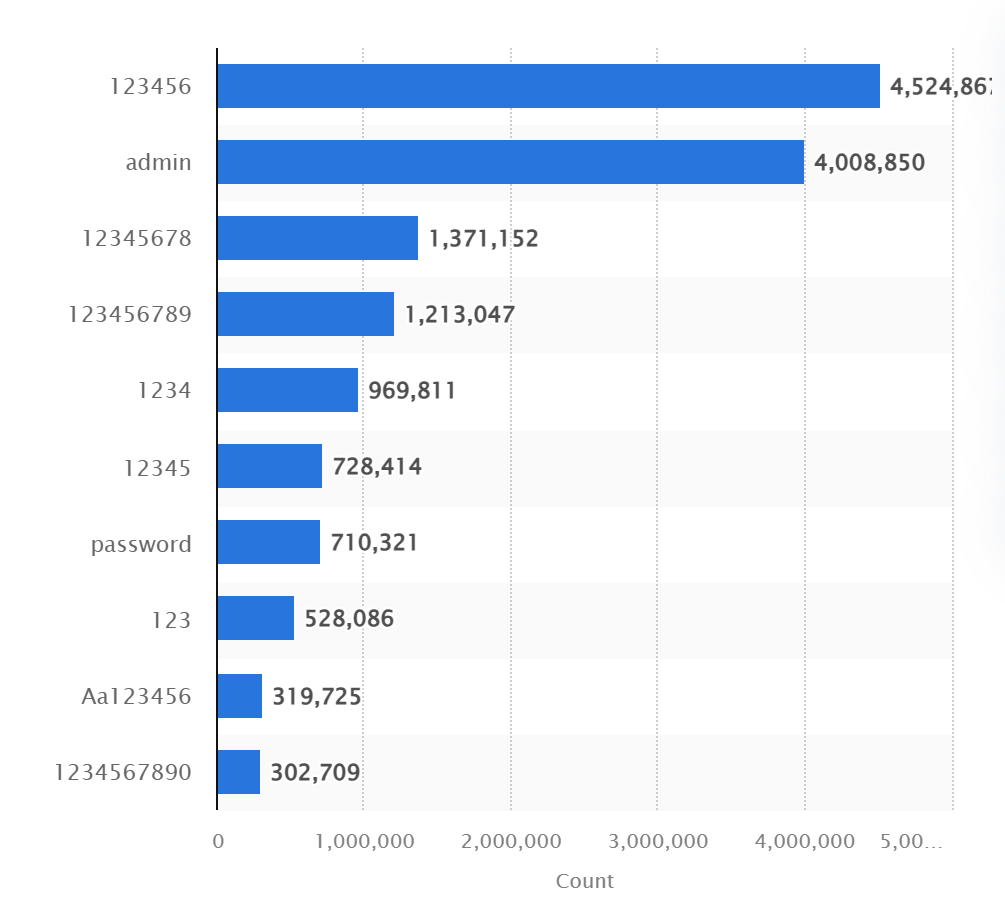 123456 4,524,867
admin 4,008,850
12345678 1,371,152
123456789 1,213,047
1234 969,811
12345 728,414
password 710,321
123 528,086
Aa123456 319,725
1234567890 302,709
0 1,000,000 2,000,000 3,000,000 4,000,000 5,00...
Count